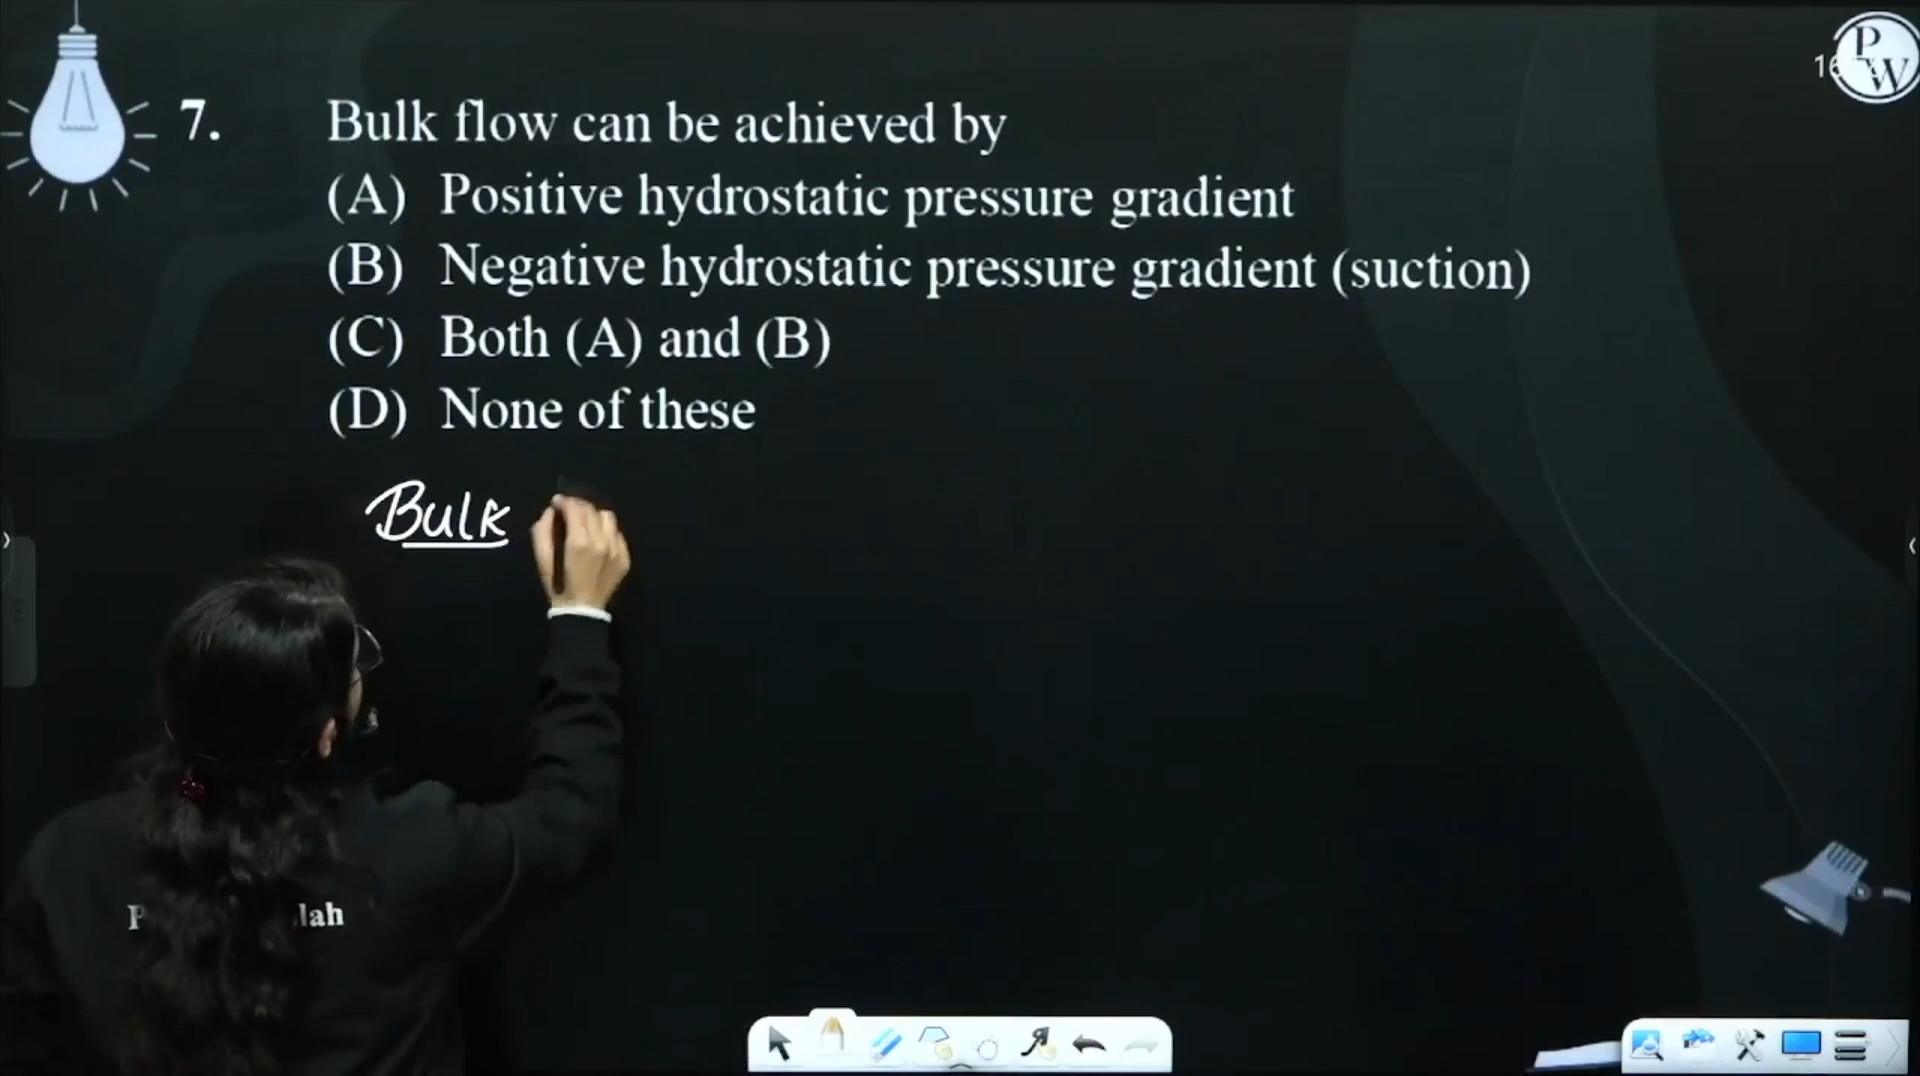 7. Bulk flow can be achieved by
(A) Positive hydrostatic pressure gradient
(B) Negative hydrostatic pressure gradient (suction)
(C) Both (A) and (B)
(D) None of these
Bulk
P lah
PW